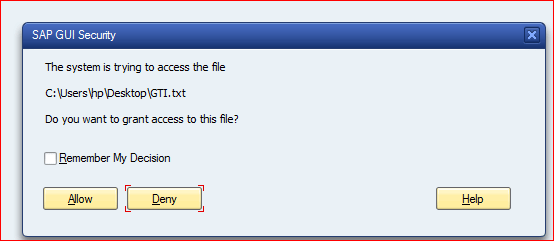 SAP GUI Security
The system is trying to access the file
C:\Users\hp\Desktop\GTI.txt
Do you want to grant access to this file?
Remember My Decision
Allow Deny Help